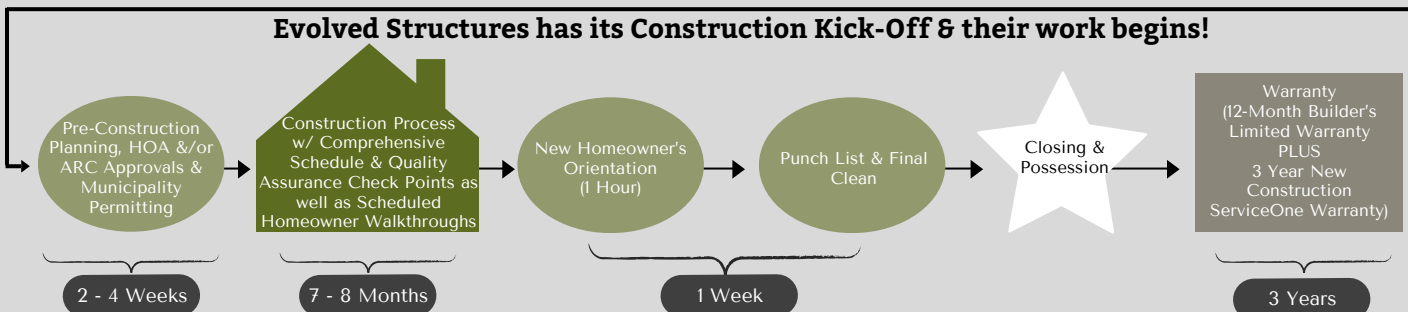 Evolved Structures has its Construction Kick-Off & their work begins!
Pre-Construction
Planning, HOA &/or
ARC Approvals &
Municipality
Permitting
Construction Process
w/ Comprehensive
Schedule & Quality
Assurance Check Points as
well as Scheduled
Homeowner Walkthroughs
New Homeowner's
Orientation
(1 Hour)
Punch List & Final
Clean
Closing &
Possession
Warranty
(12-Month Builder's
Limited Warranty
PLUS
3 Year New
Construction
ServiceOne Warranty)
2 - 4 Weeks
7 - 8 Months
1 Week
3 Years